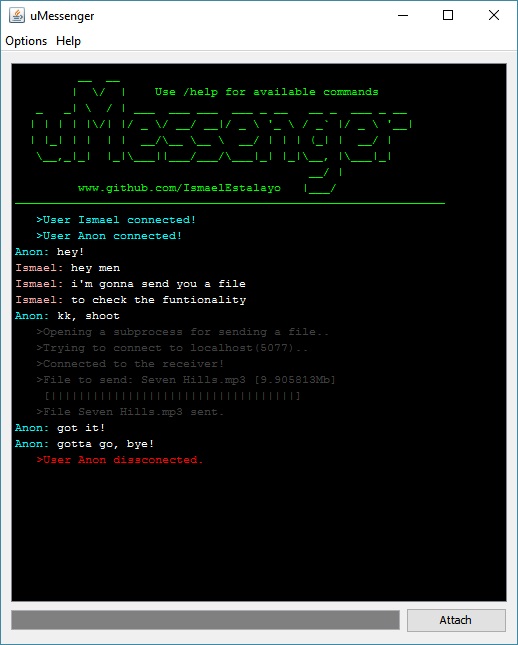 uMessenger
Options Help
Use /help for available commands
uMessenger
www.github.com/IsmaelEstalayo
>User Ismael connected!
>User Anon connected!
Anon: hey!
Ismael: hey men
Ismael: i'm gonna send you a file
Ismael: to check the funtionality
Anon: kk, shoot
>Opening a subprocess for sending a file..
>Trying to connect to localhost(5077)..
>Connected to the receiver!
>File to send: Seven Hills.mp3 [9.905813Mb]
[|||||||||||||||||||||||||||||||||||]
>File Seven Hills.mp3 sent.
Anon: got it!
Anon: gotta go, bye!
>User Anon dissconected.
Attach